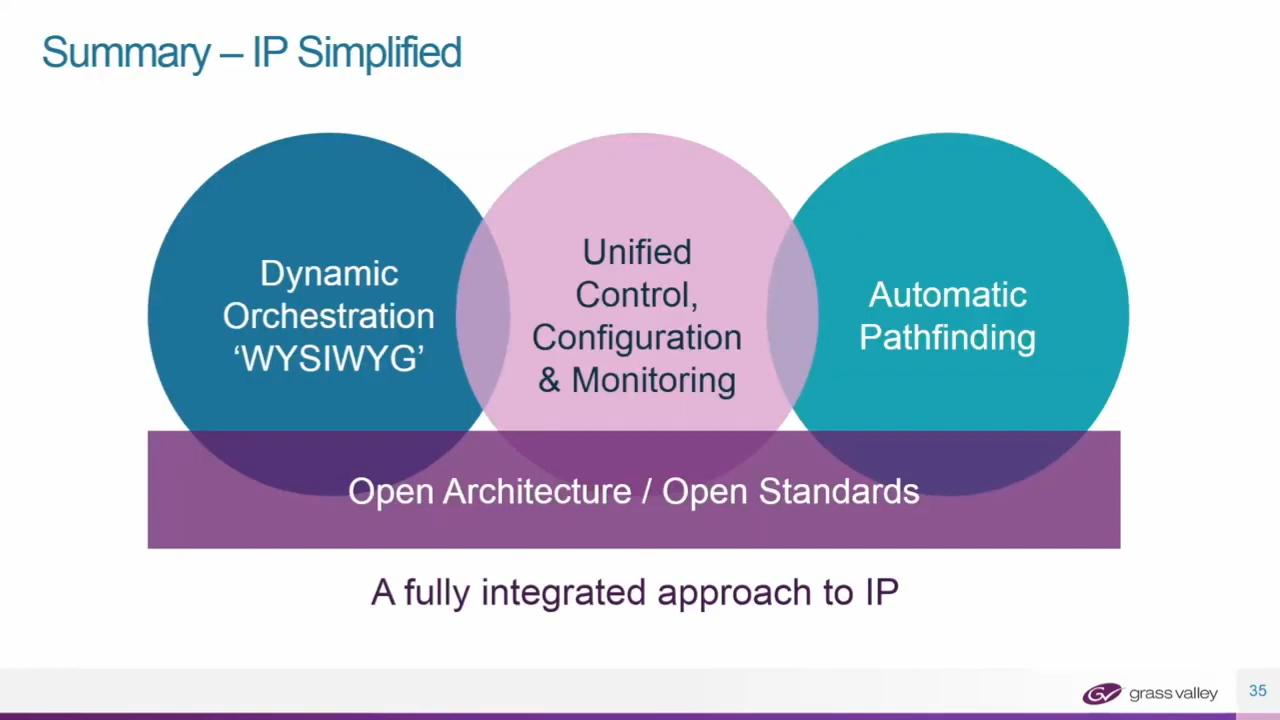 Summary – IP Simplified
Dynamic
Orchestration
‘WYSIWYG’
Unified
Control,
Configuration
& Monitoring
Automatic
Pathfinding
Open Architecture / Open Standards
A fully integrated approach to IP
GV grass valley
35